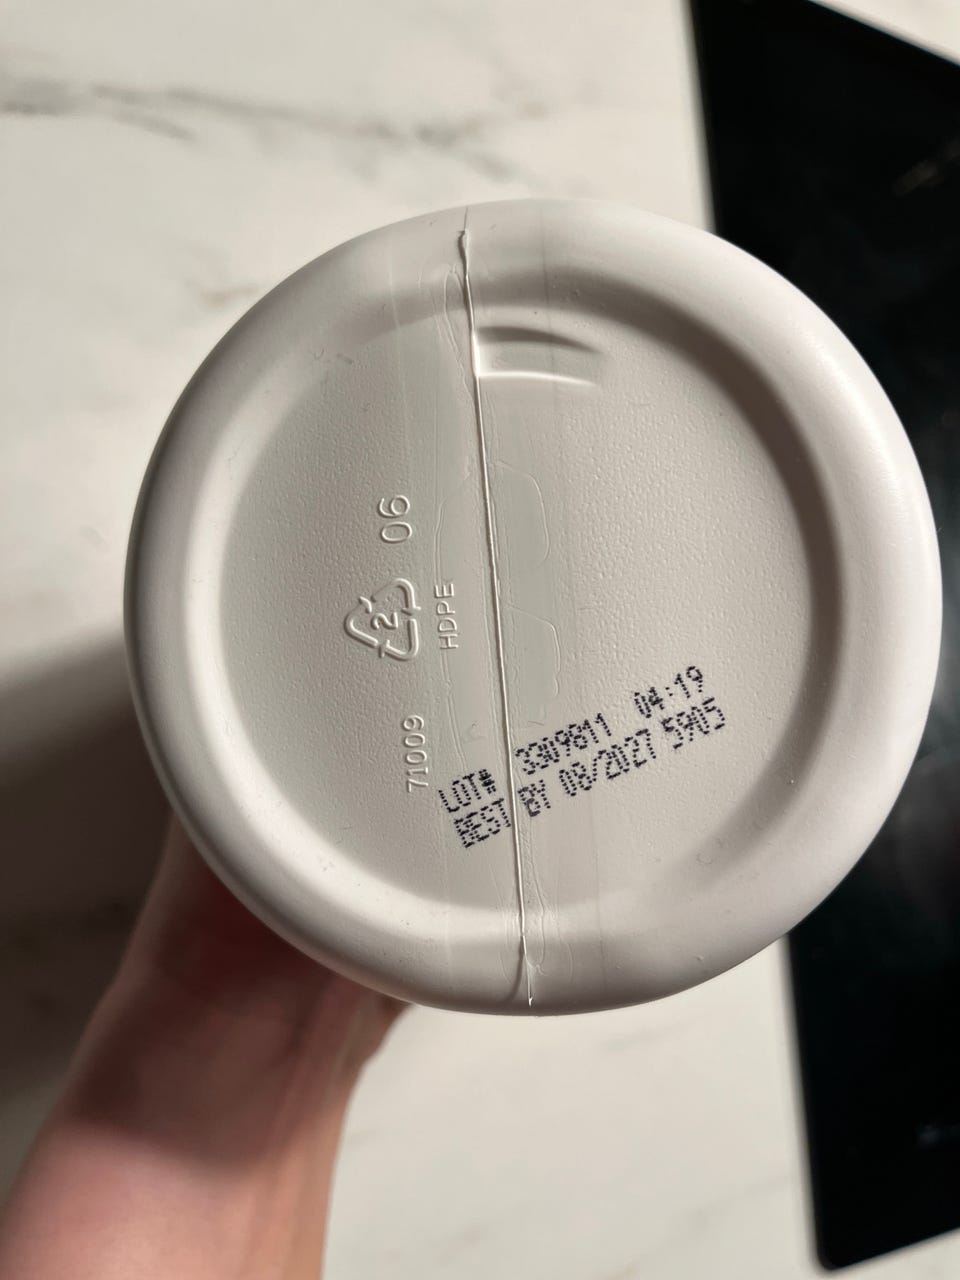 06
2
HDPE
71009
LOT# 3309811 04:19
BEST BY 08/2027 5905